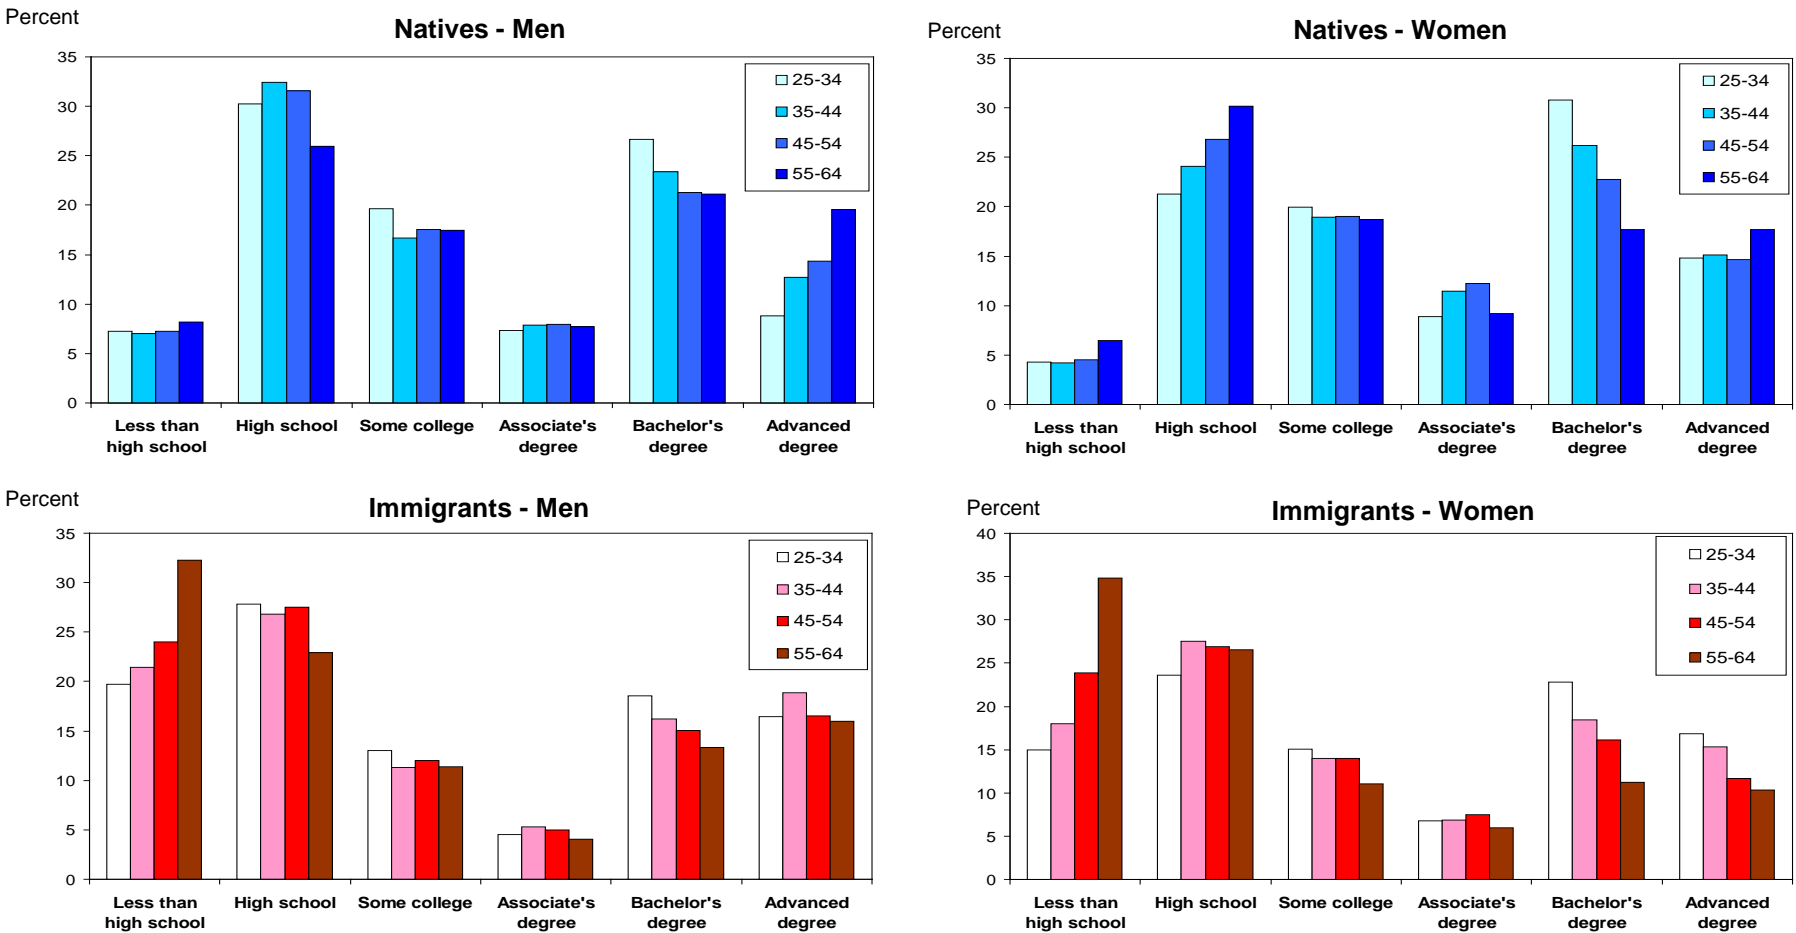 Percent
Natives - Men
35
30
25
20
15
10
5
0
25-34
35-44
45-54
55-64
Less than
high school
High school
Some college
Associate's
degree
Bachelor's
degree
Advanced
degree
Percent
Natives - Women
35
30
25
20
15
10
5
0
25-34
35-44
45-54
55-64
Less than
high school
High school
Some college
Associate's
degree
Bachelor's
degree
Advanced
degree
Percent
Immigrants - Men
35
30
25
20
15
10
5
0
25-34
35-44
45-54
55-64
Less than
high school
High school
Some college
Associate's
degree
Bachelor's
degree
Advanced
degree
Percent
Immigrants - Women
40
35
30
25
20
15
10
5
0
25-34
35-44
45-54
55-64
Less than
high school
High school
Some college
Associate's
degree
Bachelor's
degree
Advanced
degree